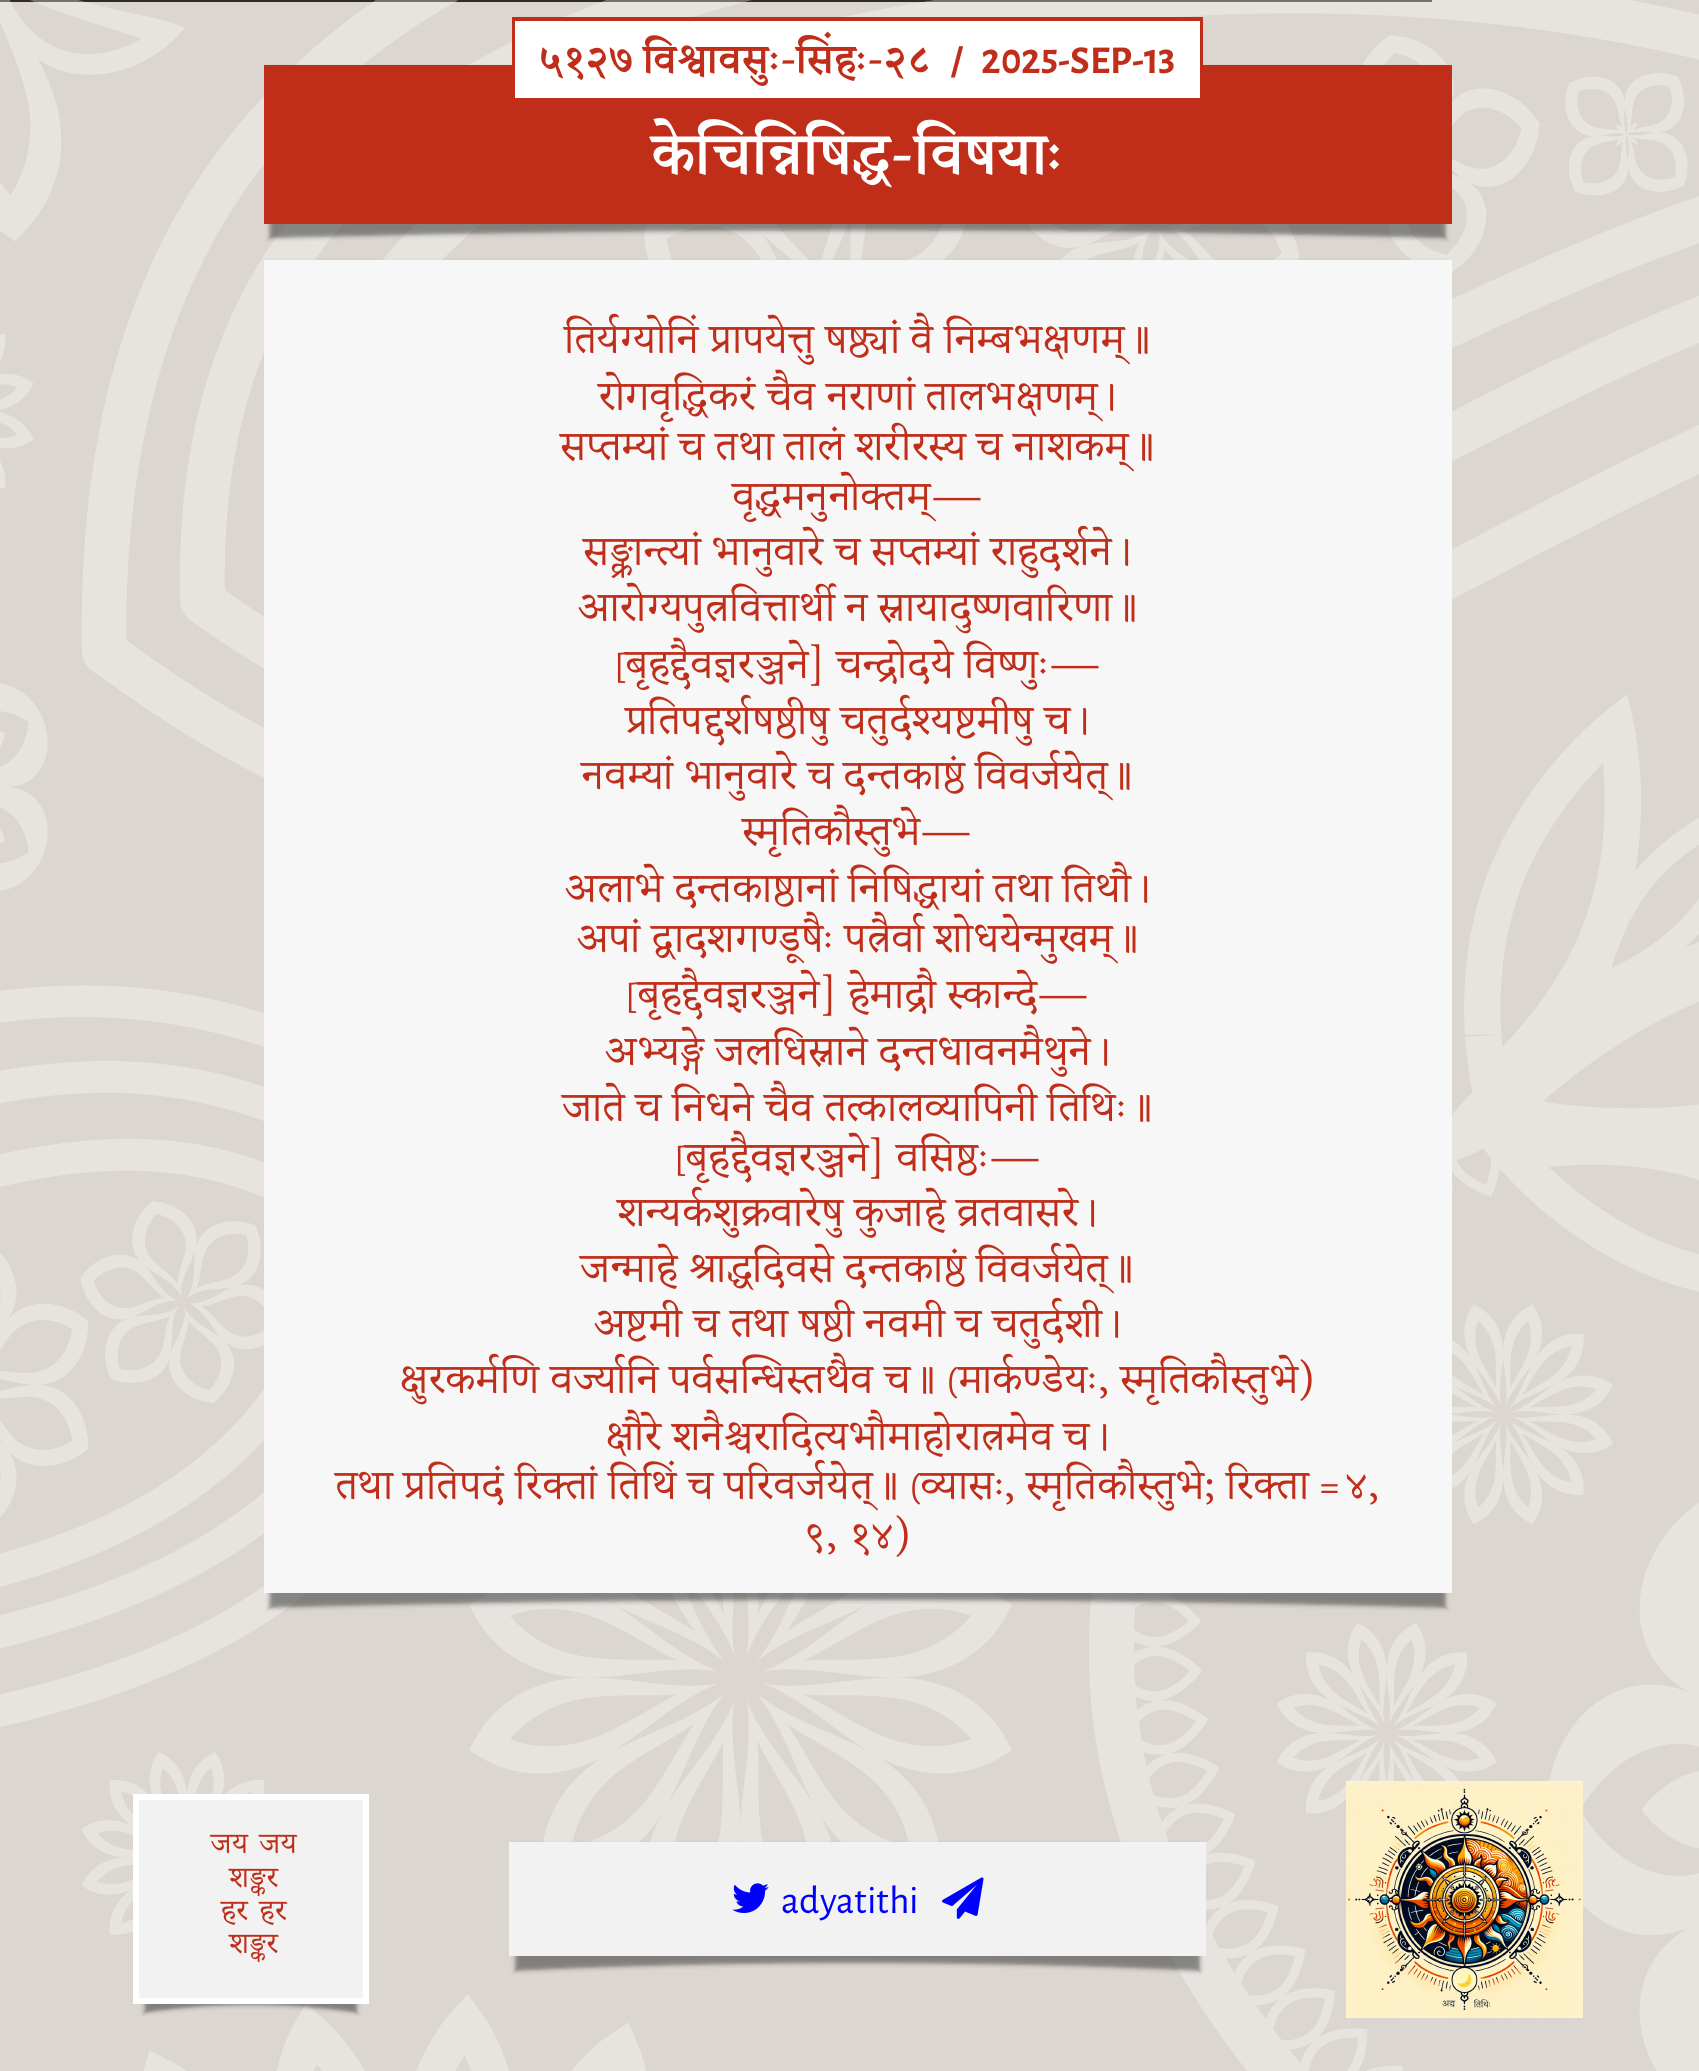 ५१२७ विश्वावसुः-सिंहः-२८ / 2025-SEP-13
केचिन्निषिद्ध-विषयाः
तिर्यग्योनिं प्रापयेत्तु षष्ठ्यां वै निम्बभक्षणम्॥
रोगवृद्धिकरं चैव नराणां तालभक्षणम्।
सप्तम्यां च तथा तालं शरीरस्य च नाशकम्॥
वृद्धमनुनोक्तम्—
सङ्क्रान्त्यां भानुवारे च सप्तम्यां राहुदर्शने।
आरोग्यपुत्रवित्तार्थी न स्नायादुष्णवारिणा॥
[बृहद्दैवज्ञरञ्जने] चन्द्रोदये विष्णुः—
प्रतिपद्दर्शषष्ठीषु चतुर्दश्यष्टमीषु च।
नवम्यां भानुवारे च दन्तकाष्ठं विवर्जयेत्॥
स्मृतिकौस्तुभे—
अलाभे दन्तकाष्ठानां निषिद्धायां तथा तिथौ।
अपां द्वादशगण्डूषैः पत्रैर्वा शोधयेन्मुखम्॥
[बृहद्दैवज्ञरञ्जने] हेमाद्रौ स्कान्दे—
अभ्यङ्गे जलधिस्नाने दन्तधावनमैथुने।
जाते च निधने चैव तत्कालव्यापिनी तिथिः॥
[बृहद्दैवज्ञरञ्जने] वसिष्ठः—
शन्यर्कशुक्रवारेषु कुजाहे व्रतवासरे।
जन्माहे श्राद्धदिवसे दन्तकाष्ठं विवर्जयेत्॥
अष्टमी च तथा षष्ठी नवमी च चतुर्दशी।
क्षुरकर्मणि वर्ज्यानि पर्वसन्धिस्तथैव च॥ (मार्कण्डेयः, स्मृतिकौस्तुभे)
क्षौरे शनैश्चरादित्यभौमाहोरात्रमेव च।
तथा प्रतिपदं रिक्तां तिथिं च परिवर्जयेत्॥ (व्यासः, स्मृतिकौस्तुभे; रिक्ता = ४,
९, १४)
जय जय
शङ्कर
हर हर
शङ्कर
adyatithi
अद्य तिथिः